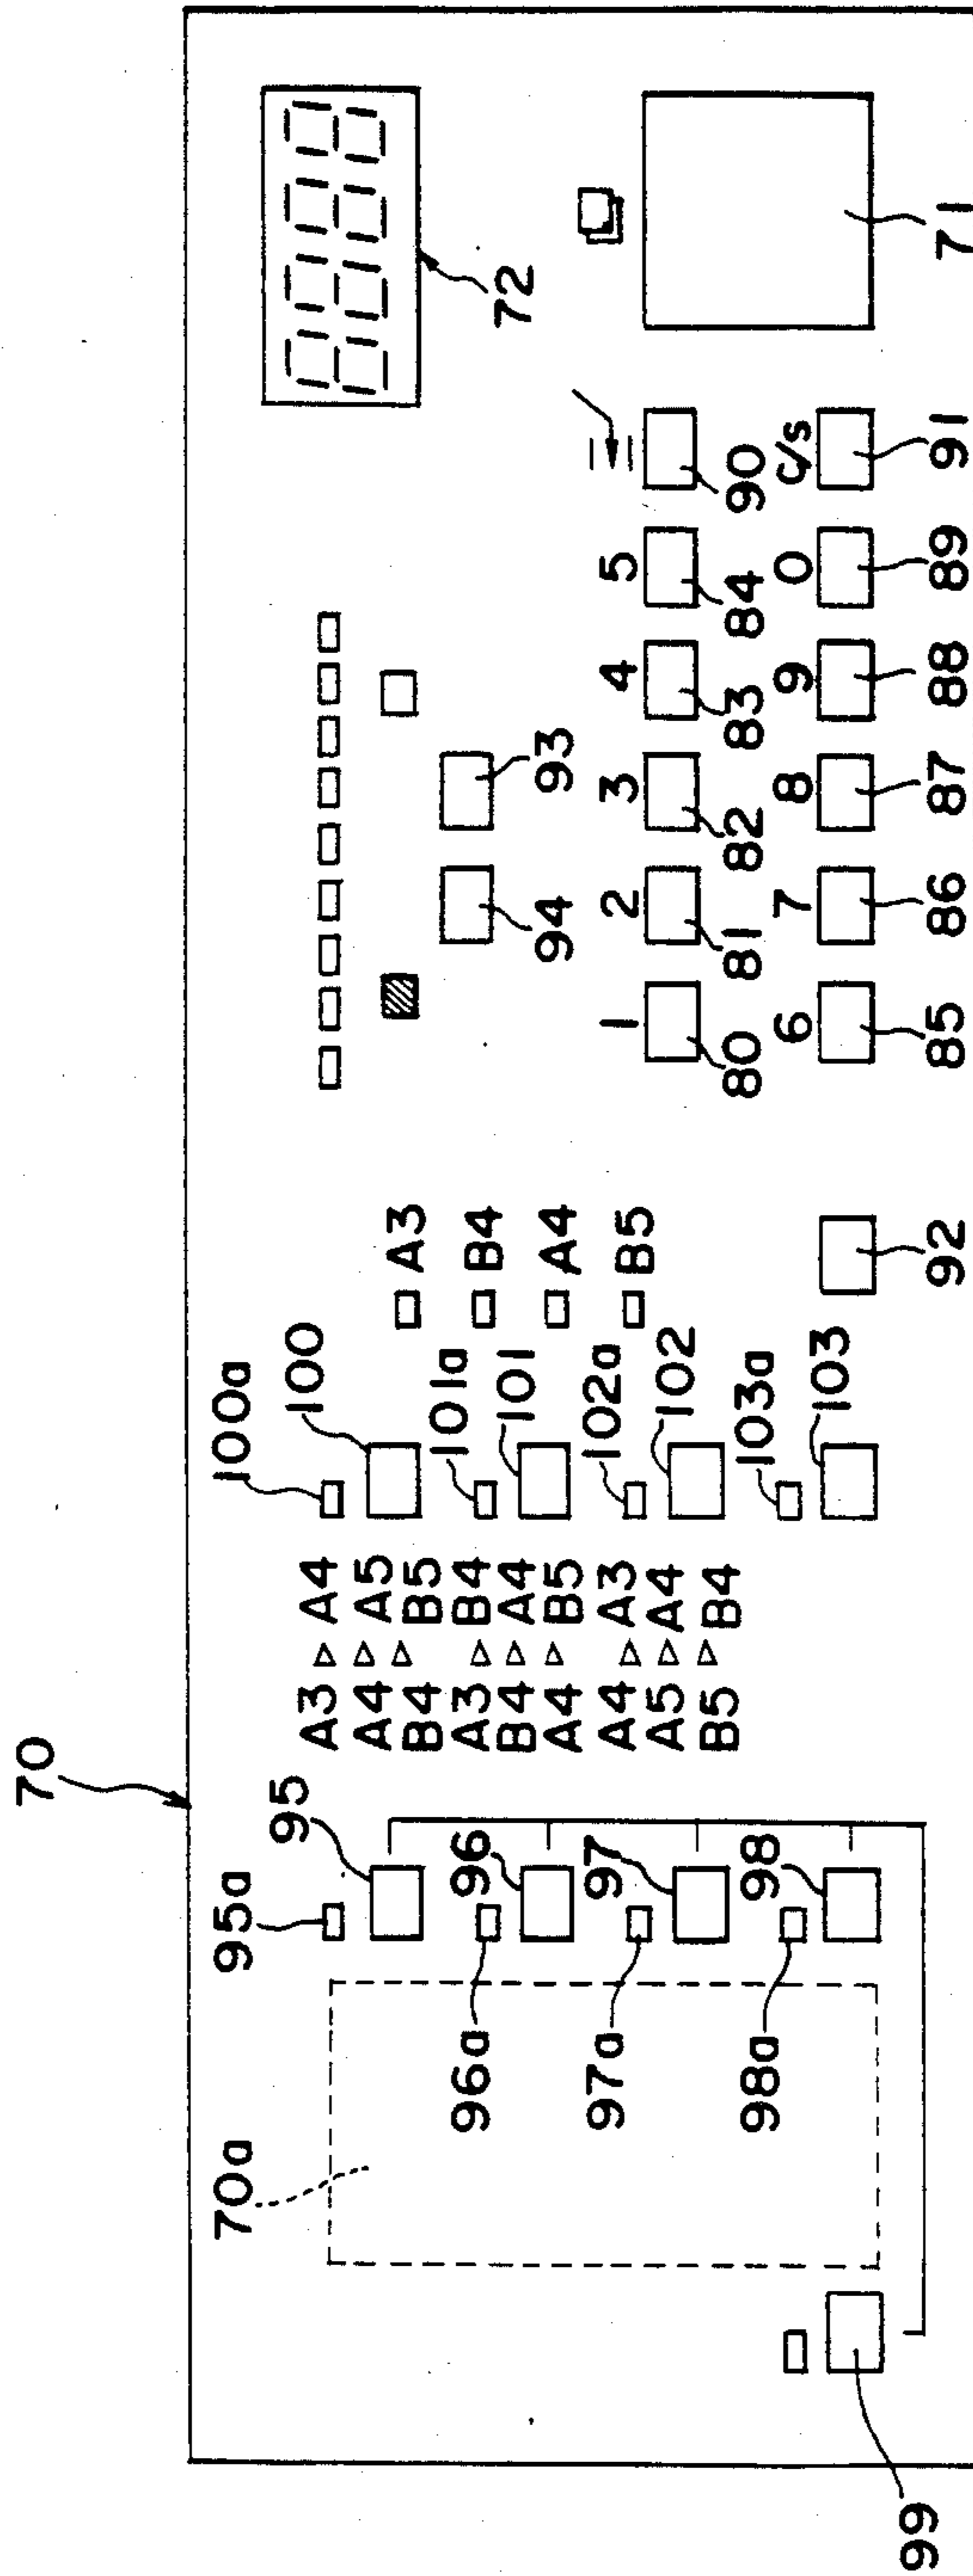 70
70a
95a
95
96a
96
97a
97
98a
98
99
A3 ▷ A4
A4 ▷ A5
B4 ▷ B5
A3 ▷ B4
B4 ▷ A4
A4 ▷ B5
A4 ▷ A3
A5 ▷ A4
B5 ▷ B4
100a
100
101a
101
102a
102
103a
103
A3
B4
A4
B5
92
94 93
72
1 2 3 4 5
80 81 82 83 84 90
6 7 8 9 0 C/S
85 86 87 88 89 91
71